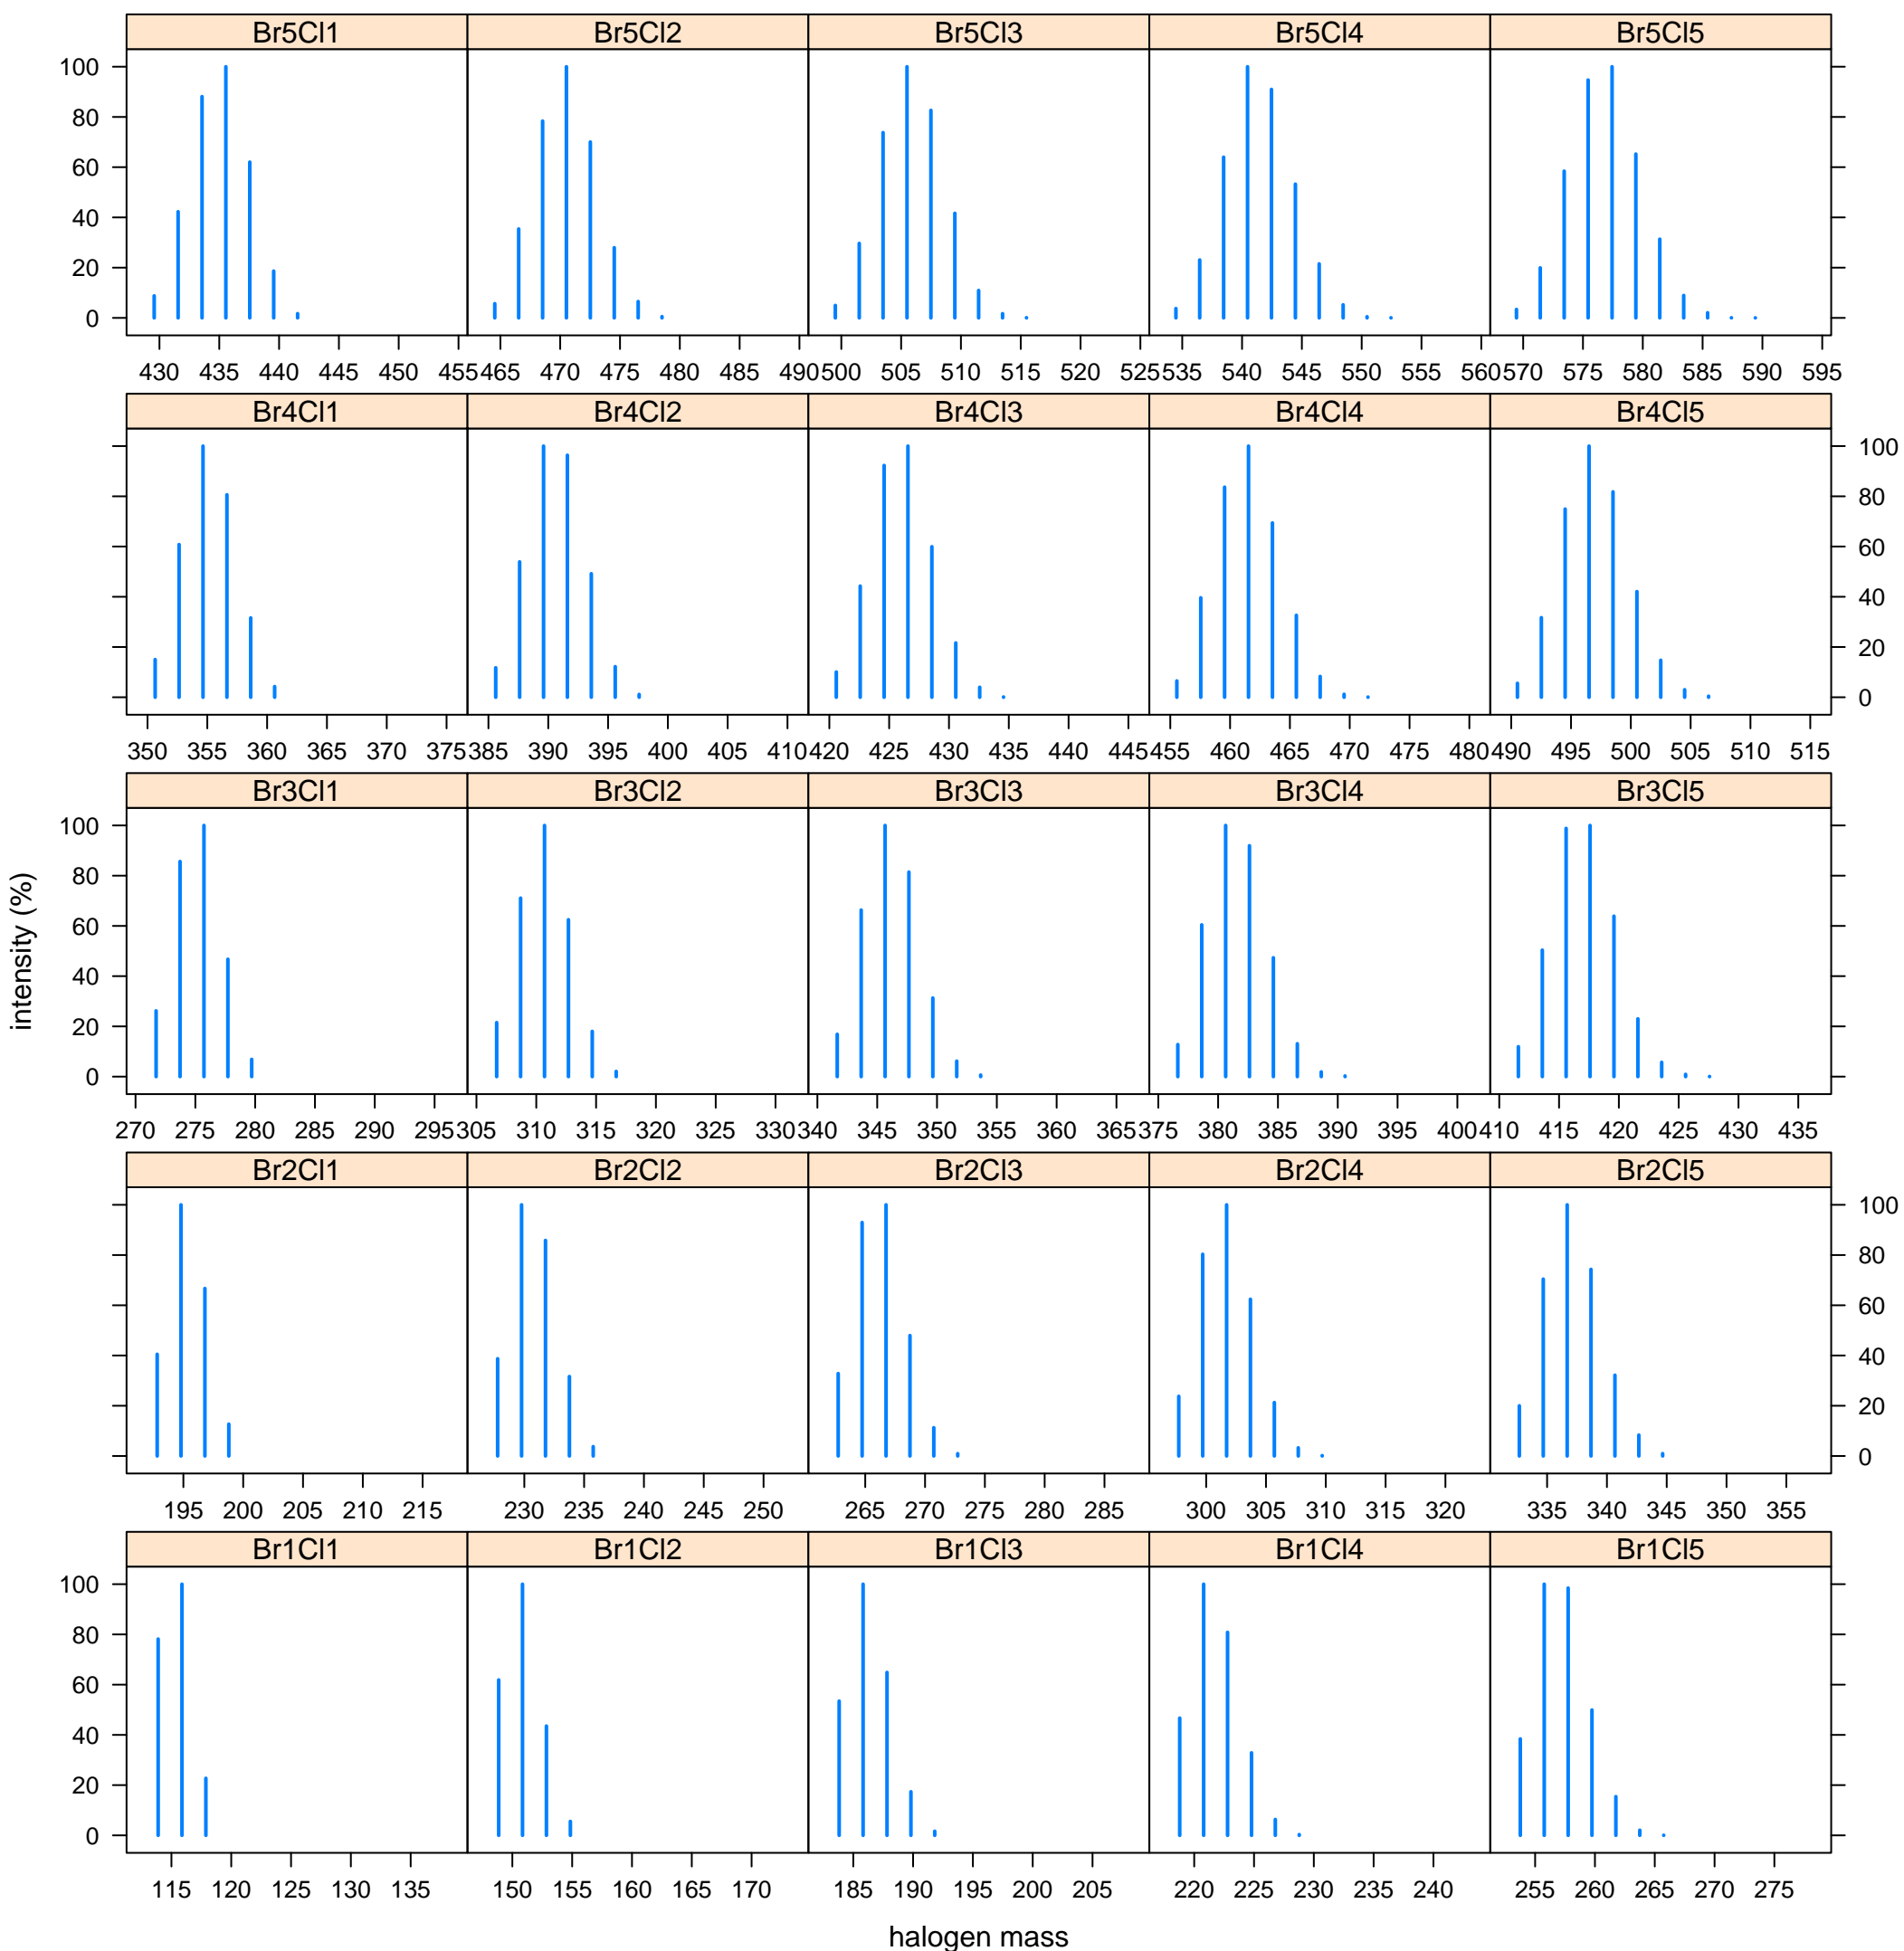 Br5Cl1 Br5Cl2 Br5Cl3 Br5Cl4 Br5Cl5
100
80
60
40
20
0
430 435 440 445 450 455 465 470 475 480 485 490 500 505 510 515 520 525 535 540 545 550 555 560 570 575 580 585 590 595
Br4Cl1 Br4Cl2 Br4Cl3 Br4Cl4 Br4Cl5
100
80
60
40
20
0
350 355 360 365 370 375 385 390 395 400 405 410 420 425 430 435 440 445 455 460 465 470 475 480 490 495 500 505 510 515
Br3Cl1 Br3Cl2 Br3Cl3 Br3Cl4 Br3Cl5
100
80
60
40
20
0
intensity (%)
270 275 280 285 290 295 305 310 315 320 325 330 340 345 350 355 360 365 375 380 385 390 395 400 410 415 420 425 430 435
Br2Cl1 Br2Cl2 Br2Cl3 Br2Cl4 Br2Cl5
100
80
60
40
20
0
195 200 205 210 215 230 235 240 245 250 265 270 275 280 285 300 305 310 315 320 335 340 345 350 355
Br1Cl1 Br1Cl2 Br1Cl3 Br1Cl4 Br1Cl5
100
80
60
40
20
0
115 120 125 130 135 150 155 160 165 170 185 190 195 200 205 220 225 230 235 240 255 260 265 270 275
halogen mass